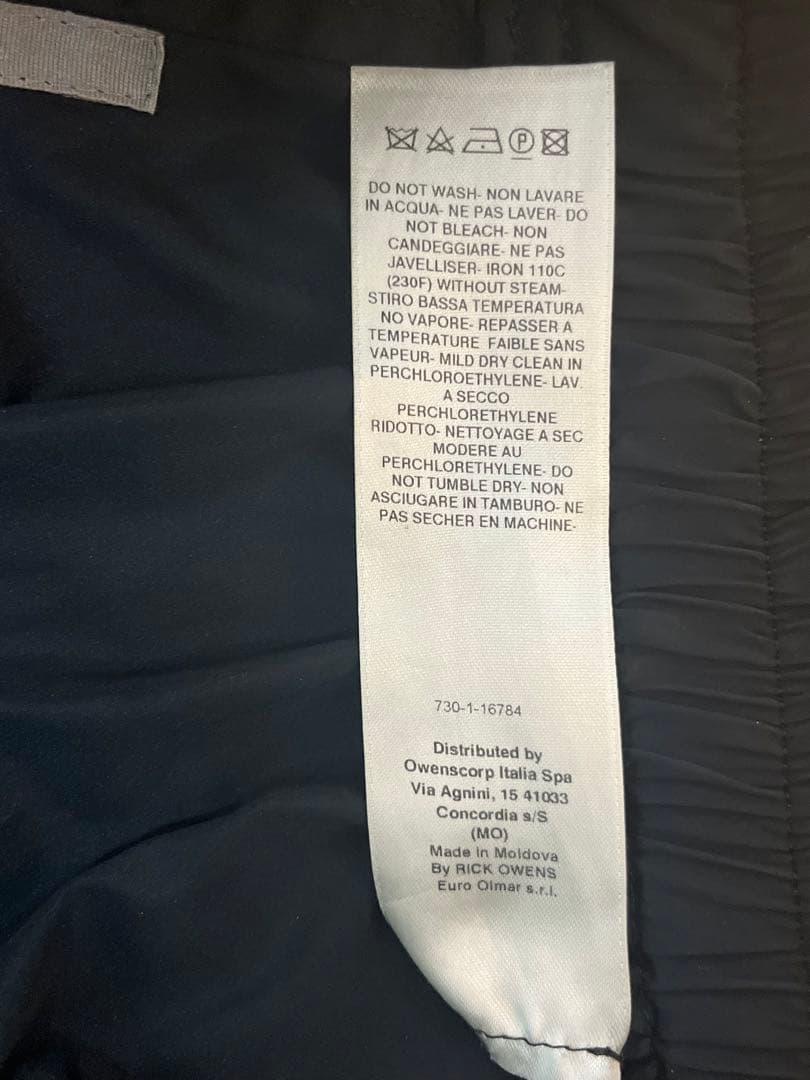 P
DO NOT WASH- NON LAVARE
IN ACQUA- NE PAS LAVER- DO
NOT BLEACH- NON
CANDEGGIARE- NE PAS
JAVELLISER- IRON 110C
(230F) WITHOUT STEAM-
STIRO BASSA TEMPERATURA
NO VAPORE- REPASSER A
TEMPERATURE FAIBLE SANS
VAPEUR- MILD DRY CLEAN IN
PERCHLOROETHYLENE- LAV.
A SECCO
PERCHLORETHYLENE
RIDOTTO- NETTOYAGE A SEC
MODERE AU
PERCHLORETHYLENE- DO
NOT TUMBLE DRY- NON
ASCIUGARE IN TAMBURO- NE
PAS SECHER EN MACHINE-
730-1-16784
Distributed by
Owenscorp Italia Spa
Via Agnini, 15 41033
Concordia s/S
(MO)
Made in Moldova
By RICK OWENS
Euro Olmar s.r.l.